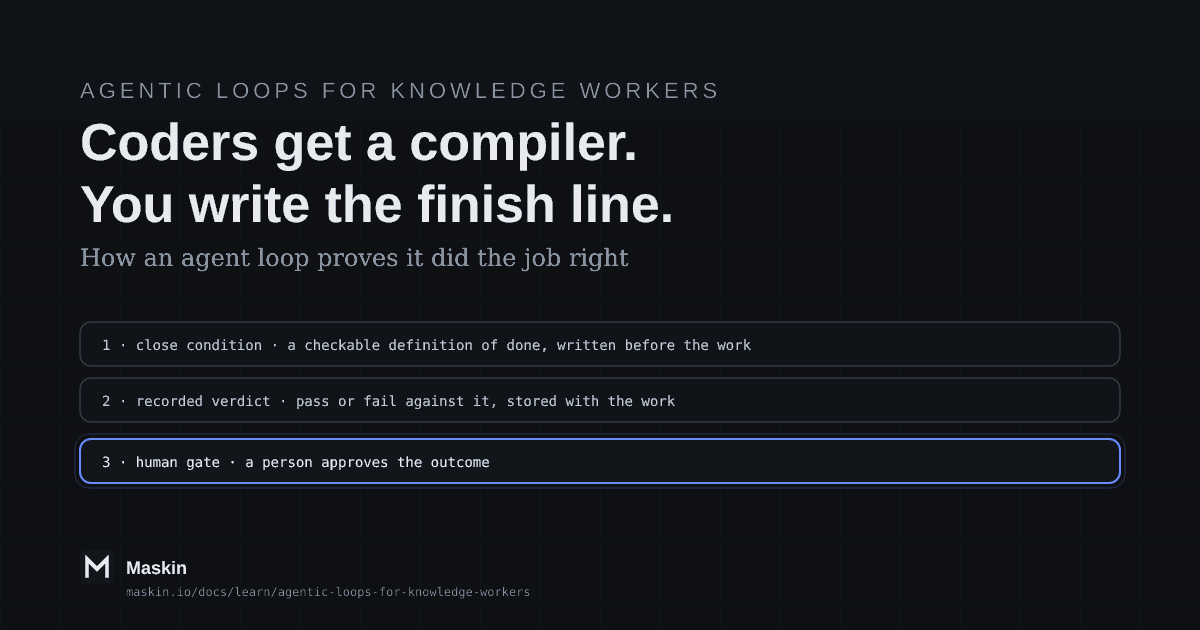 AGENTIC LOOPS FOR KNOWLEDGE WORKERS
Coders get a compiler.
You write the finish line.
How an agent loop proves it did the job right
1 · close condition · a checkable definition of done, written before the work
2 · recorded verdict · pass or fail against it, stored with the work
3 · human gate · a person approves the outcome
Maskin
maskin.io/docs/learn/agentic-loops-for-knowledge-workers